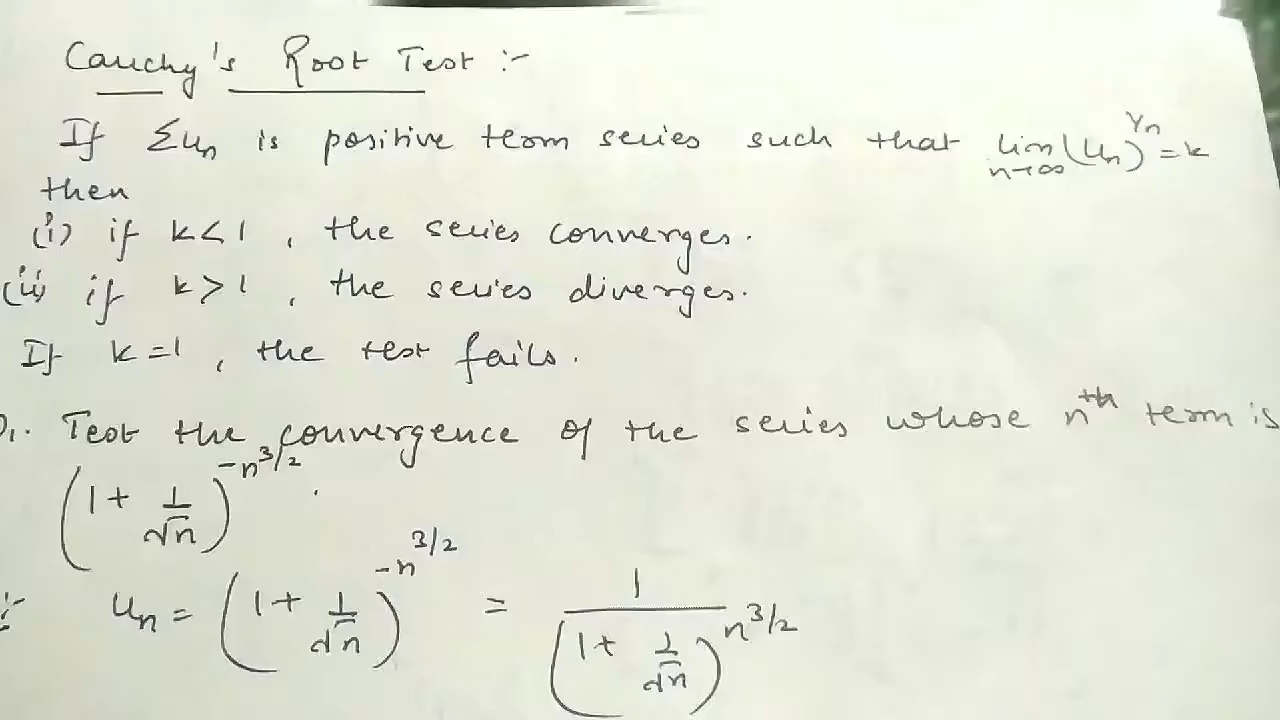 Cauchy's Root Test :-
If Σuₙ is positive term series such that lim n→∞ (uₙ)^1/n = k
then
(i) if k<1, the series converges.
(ii) if k>1, the series diverges.
If k=1, the test fails.
1. Test the convergence of the series whose nth term is
(1 + 1/√n)^-n^3/2.
:- uₙ = (1 + 1/√n)^-n^3/2 = 1/(1 + 1/√n)^n^3/2